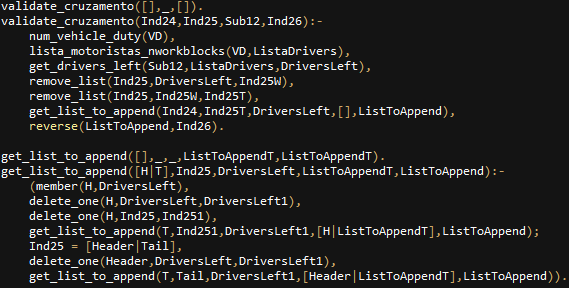 validate_cruzamento([],_,[]).
validate_cruzamento(Ind24,Ind25,Sub12,Ind26):-
num_vehicle_duty(VD),
lista_motoristas_nworkblocks(VD,ListaDrivers),
get_drivers_left(Sub12,ListaDrivers,DriversLeft),
remove_list(Ind25,DriversLeft,Ind25W),
remove_list(Ind25,Ind25W,Ind25T),
get_list_to_append(Ind24,Ind25T,DriversLeft,[],ListToAppend),
reverse(ListToAppend,Ind26).
get_list_to_append([],_,_,ListToAppendT,ListToAppendT).
get_list_to_append([H|T],Ind25,DriversLeft,ListToAppendT,ListToAppend):-
(member(H,DriversLeft),
delete_one(H,DriversLeft,DriversLeft1),
delete_one(H,Ind25,Ind251),
get_list_to_append(T,Ind251,DriversLeft1,[H|ListToAppendT],ListToAppend);
Ind25 = [Header|Tail],
delete_one(Header,DriversLeft,DriversLeft1),
get_list_to_append(T,Tail,DriversLeft1,[Header|ListToAppendT],ListToAppend)).